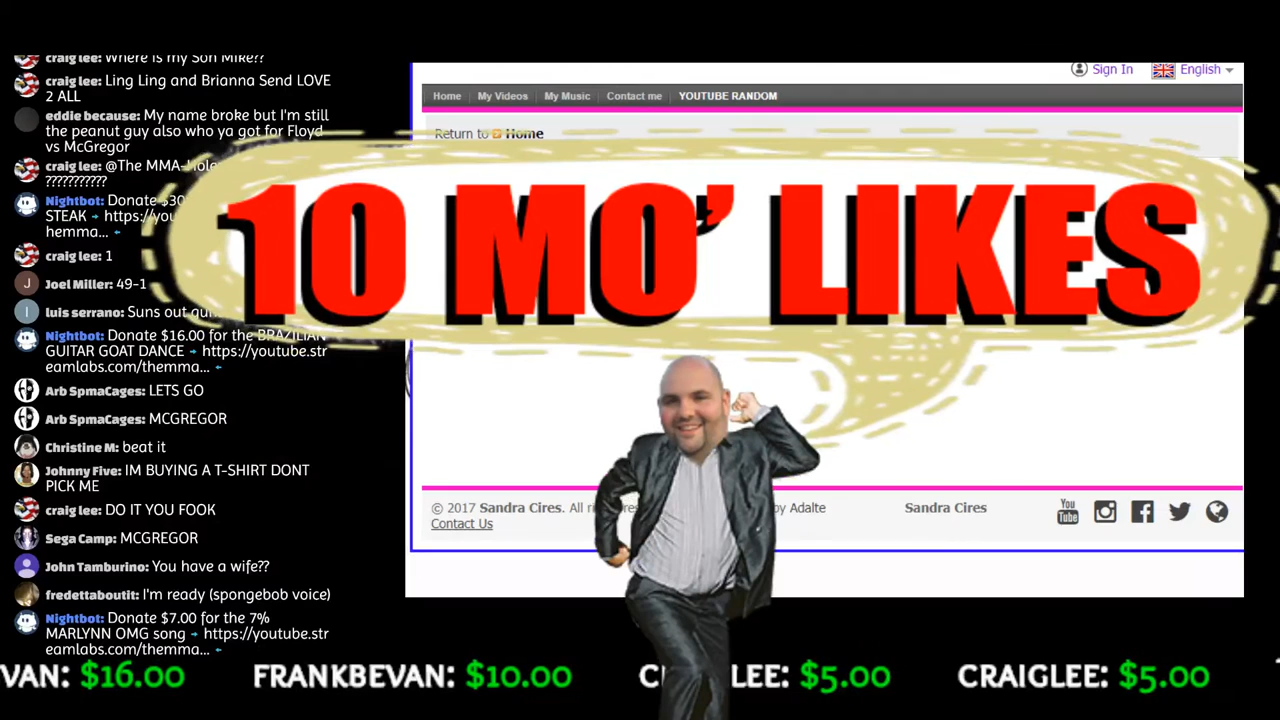 craig lee: Where is my Son Mike??
craig lee: Ling Ling and Brianna Send LOVE
2 ALL
eddie because: My name broke but I'm still
the peanut guy also who ya got for Floyd
vs McGregor
craig lee: @The MMA-Holes
???????????
Nightbot: Donate $30
STEAK → https://you
hemma...
craig lee: 1
Joel Miller: 49-1
luis serrano: Suns out
Nightbot: Donate $16.00 for the BRAZILIAN
GUITAR GOAT DANCE → https://youtube.str
eamlabs.com/themma...
Arb SpmaCages: LETS GO
Arb SpmaCages: MCGREGOR
Christine M: beat it
Johnny Five: IM BUYING A T-SHIRT DONT
PICK ME
craig lee: DO IT YOU FOOK
Sega Camp: MCGREGOR
John Tamburino: You have a wife??
fredettaboutit: I'm ready (spongebob voice)
Nightbot: Donate $7.00 for the 7%
MARLYNN OMG song → https://youtube.str
eamlabs.com/themma...
Sign In English
Home My Videos My Music Contact me YOUTUBE RANDOM
Return to Home
10 MO' LIKES
© 2017 Sandra Cires. All by Adalte Sandra Cires
You Tube
Contact Us
VAN: $16.00 FRANKBEVAN: $10.00 LEE: $5.00 CRAIGLEE: $5.00